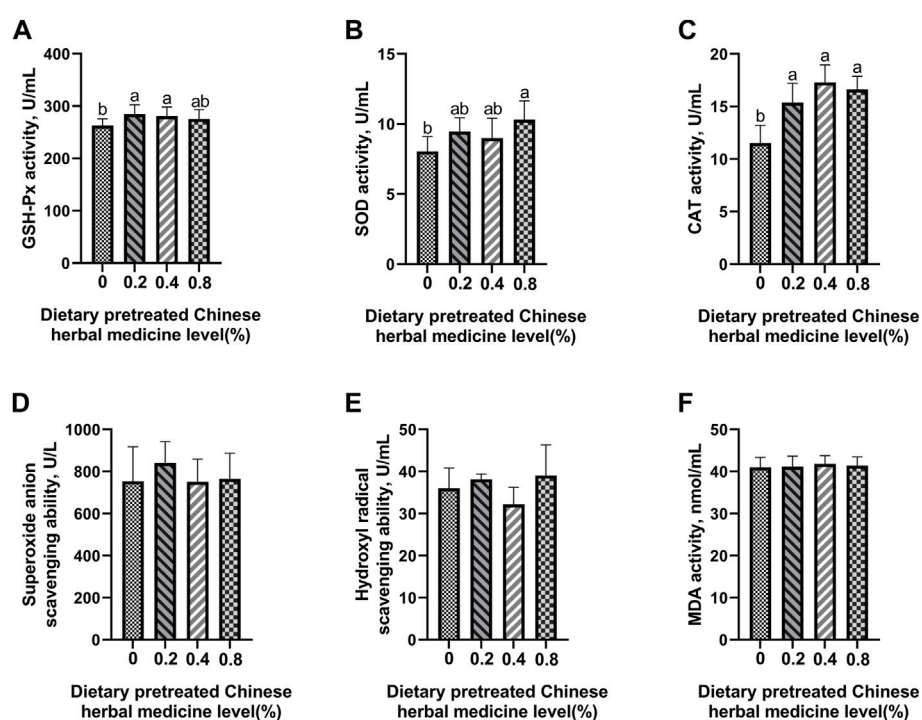 A
GSH-Px activity, U/mL
400
300
200
100
0
b
a
a
ab
0
0.2
0.4
0.8
Dietary pretreated Chinese
herbal medicine level(%)
B
SOD activity, U/mL
15
10
5
0
b
ab
ab
a
0
0.2
0.4
0.8
Dietary pretreated Chinese
herbal medicine level(%)
C
CAT activity, U/mL
20
15
10
5
0
b
a
a
a
0
0.2
0.4
0.8
Dietary pretreated Chinese
herbal medicine level(%)
D
Superoxide anion
scavenging ability, U/L
1000
800
600
400
200
0
0
0.2
0.4
0.8
Dietary pretreated Chinese
herbal medicine level(%)
E
Hydroxyl radical
scavenging ability, U/mL
50
40
30
20
10
0
0
0.2
0.4
0.8
Dietary pretreated Chinese
herbal medicine level(%)
F
MDA activity, nmol/mL
50
40
30
20
10
0
0
0.2
0.4
0.8
Dietary pretreated Chinese
herbal medicine level(%)